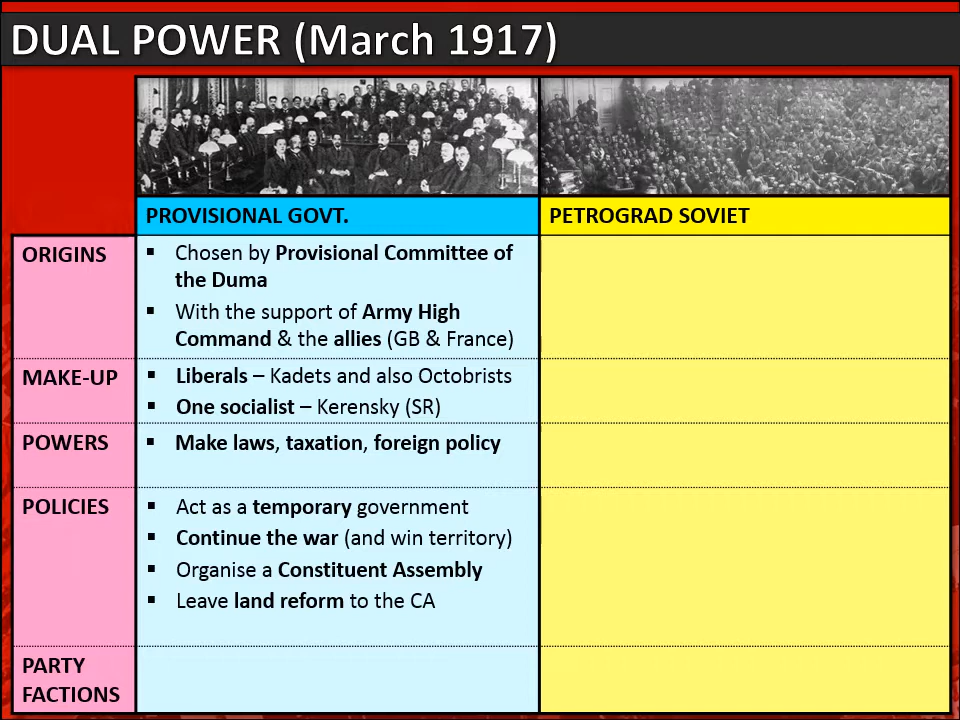 DUAL POWER (March 1917)
PROVISIONAL GOVT.
PETROGRAD SOVIET
ORIGINS
▪ Chosen by Provisional Committee of
the Duma
▪ With the support of Army High
Command & the allies (GB & France)
MAKE-UP
▪ Liberals – Kadets and also Octobrists
▪ One socialist – Kerensky (SR)
POWERS
▪ Make laws, taxation, foreign policy
POLICIES
▪ Act as a temporary government
▪ Continue the war (and win territory)
▪ Organise a Constituent Assembly
▪ Leave land reform to the CA
PARTY
FACTIONS